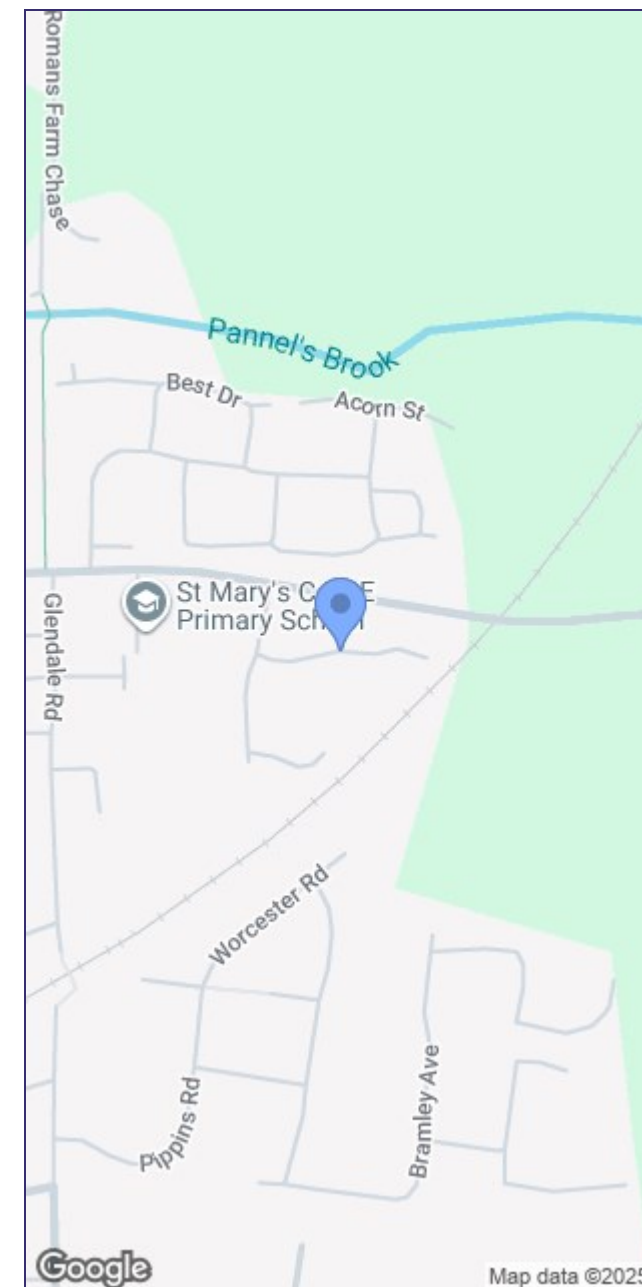 Romans Farm Chase
Pannel's Brook
Best Dr
Acorn St
St Mary's C
E
Primary Sch
Glendale Rd
Worcester Rd
Pippins Rd
Bramley Ave
Google
Map data ©2025